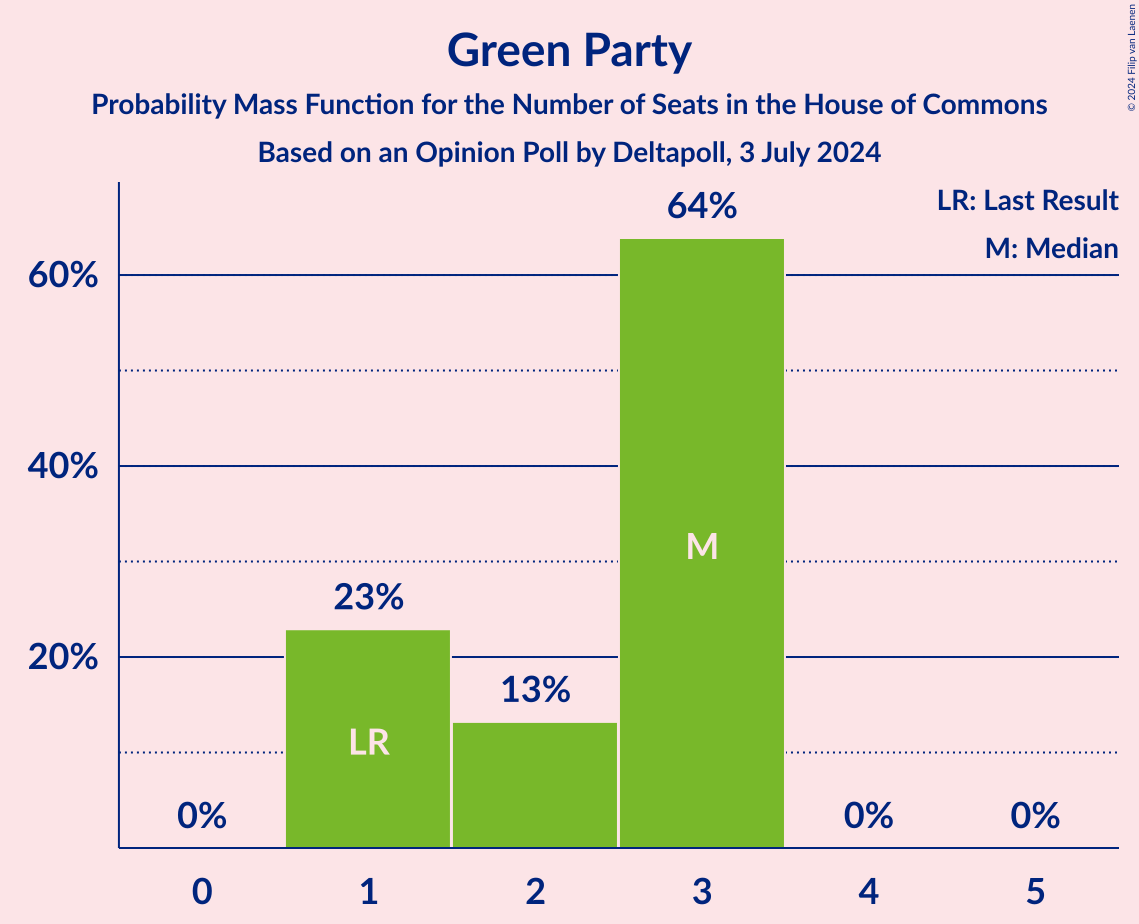 Green Party
Probability Mass Function for the Number of Seats in the House of Commons
Based on an Opinion Poll by Deltapoll, 3 July 2024
© 2024 Filip van Laenen
LR: Last Result
M: Median
64%
60%
40%
M
23%
20%
13%
LR
0%
0%
0%
0
1
2
3
4
5